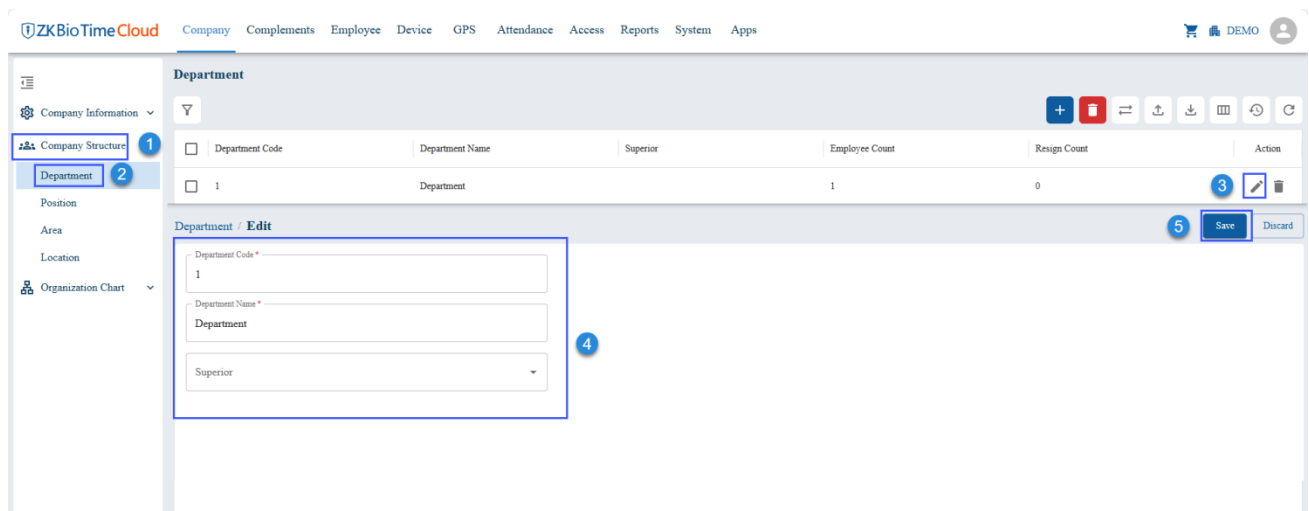 ZKBioTime Cloud Company Complements Employee Device GPS Attendance Access Reports System Apps DEMO
Department
Company Information
Company Structure 1
Department Code Department Name Superior Employee Count Resign Count Action
Department 2
1 Department 1 0 3
Position
Department / Edit 5 Save Discard
Area
Location
Organization Chart
Department Code *
1
Department Name *
Department
4
Superior